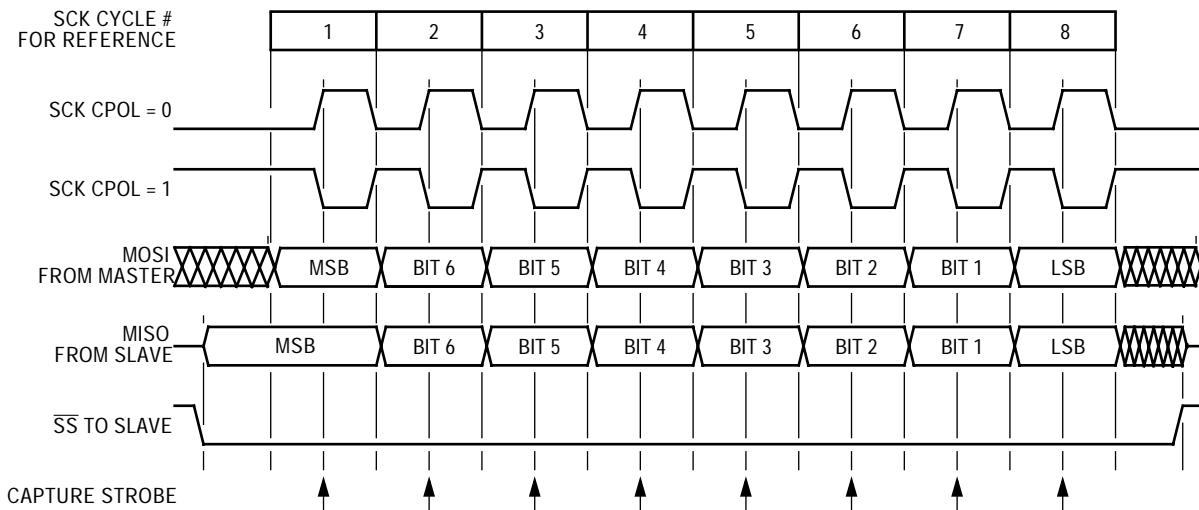 SCK CYCLE #
FOR REFERENCE
1 2 3 4 5 6 7 8
SCK CPOL = 0
SCK CPOL = 1
MOSI
FROM MASTER
MSB BIT 6 BIT 5 BIT 4 BIT 3 BIT 2 BIT 1 LSB
MISO
FROM SLAVE
MSB BIT 6 BIT 5 BIT 4 BIT 3 BIT 2 BIT 1 LSB
S̅S̅ TO SLAVE
CAPTURE STROBE